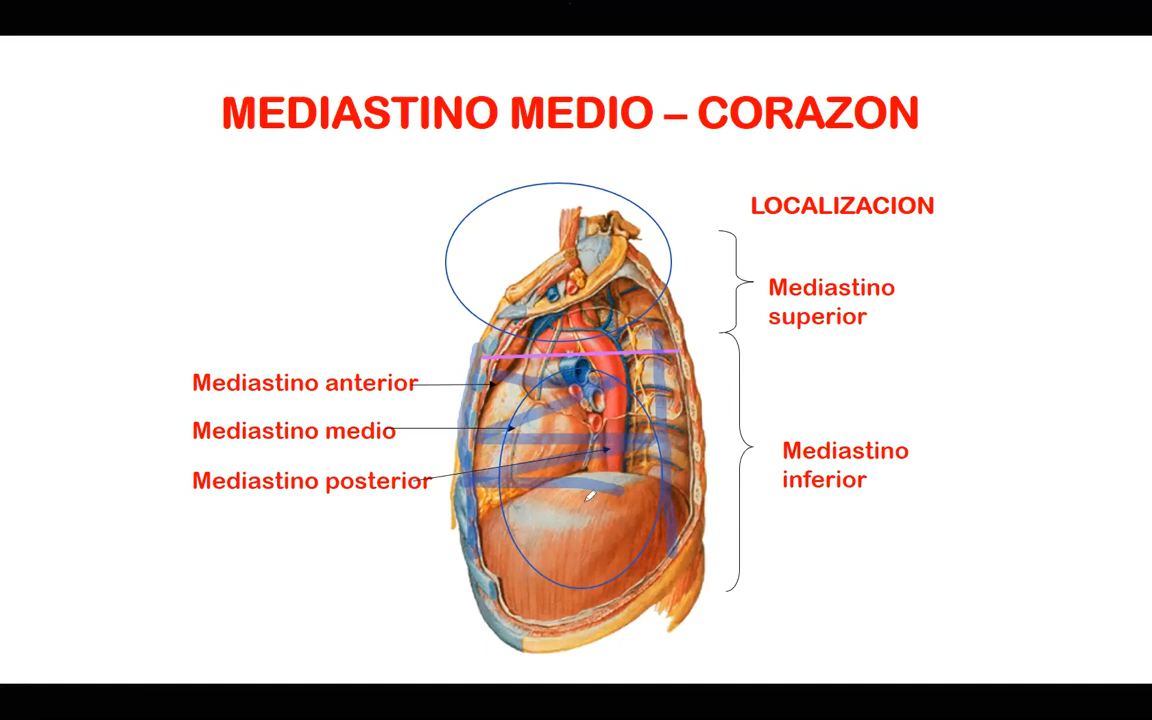 MEDIASTINO MEDIO – CORAZON
LOCALIZACION
Mediastino
superior
Mediastino anterior
Mediastino medio
Mediastino posterior
Mediastino
inferior